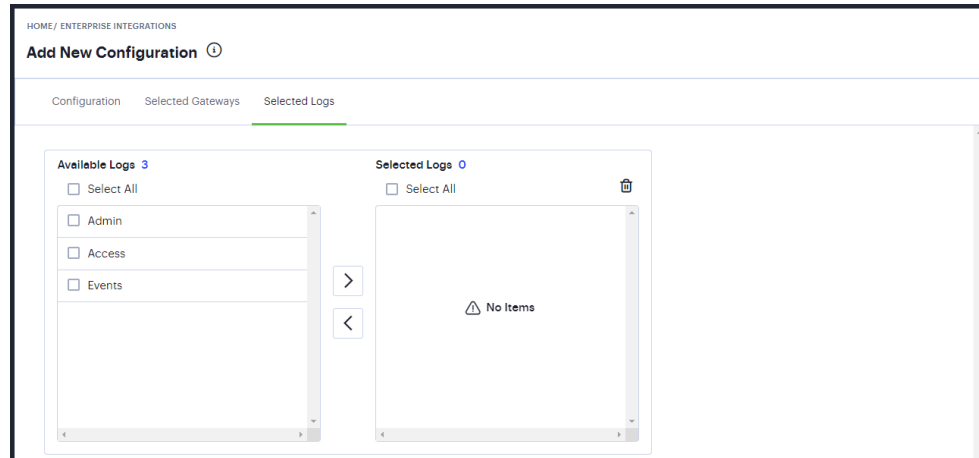 HOME/ ENTERPRISE INTEGRATIONS
Add New Configuration
Configuration Selected Gateways Selected Logs
Available Logs 3
Select All
Admin
Access
Events
Selected Logs 0
Select All
No Items